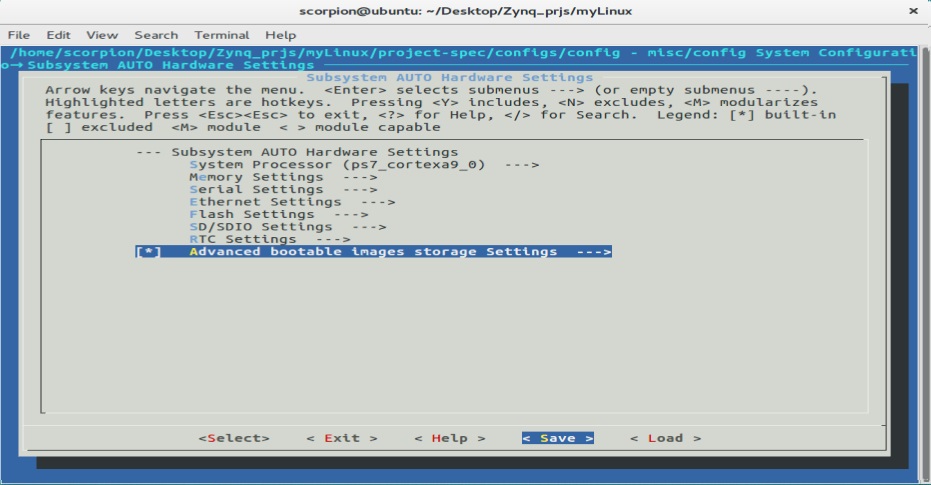 scorpion@ubuntu: ~/Desktop/Zynq_prjs/myLinux ×
File Edit View Search Terminal Help
/home/scorpion/Desktop/Zynq_prjs/myLinux/project-spec/configs/config - misc/config System Configurati
o→Subsystem AUTO Hardware Settings
Subsystem AUTO Hardware Settings
Arrow keys navigate the menu.  <Enter> selects submenus ---> (or empty submenus ----).
Highlighted letters are hotkeys.  Pressing <Y> includes, <N> excludes, <M> modularizes
features.  Press <Esc><Esc> to exit, <?> for Help, </> for Search.  Legend: [*] built-in
[ ] excluded  <M> module  < > module capable
--- Subsystem AUTO Hardware Settings
System Processor (ps7_cortexa9_0)  --->
Memory Settings  --->
Serial Settings  --->
Ethernet Settings  --->
Flash Settings  --->
SD/SDIO Settings  --->
RTC Settings  --->
[*]   Advanced bootable images storage Settings  --->
<Select>    < Exit >    < Help >    < Save >    < Load >